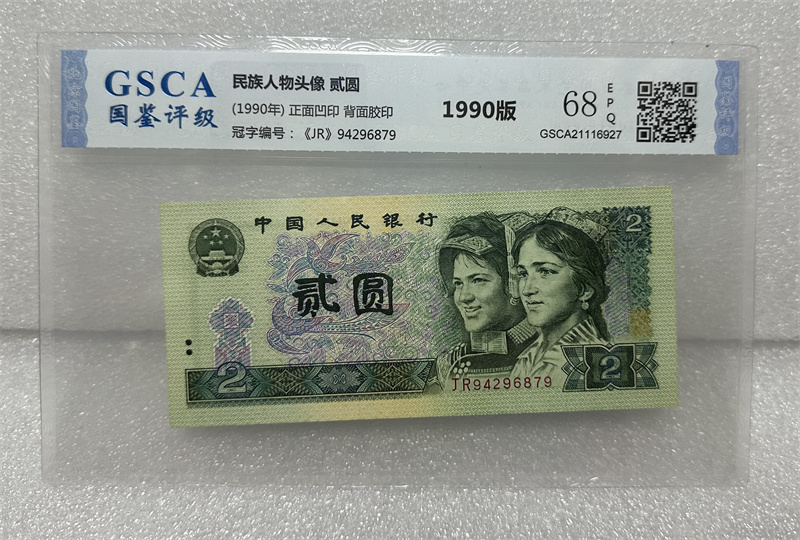 GSCA
国鉴评级
民族人物头像 贰圆
(1990年) 正面凹印 背面胶印
冠字编号：《JR》94296879
1990版
68
EPQ
GSCA21116927
中国人民银行
2
贰圆
2
JR94296879
2